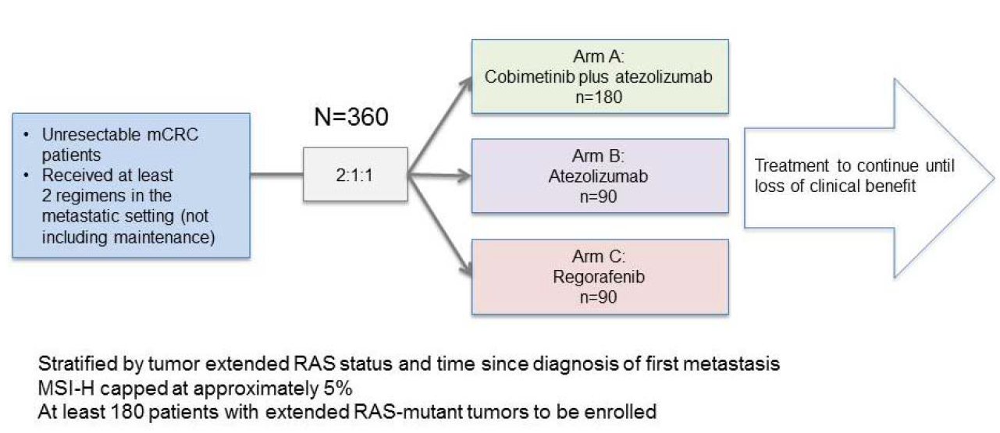 • Unresectable mCRC
patients
• Received at least
2 regimens in the
metastatic setting (not
including maintenance)
N=360
2:1:1
Arm A:
Cobimetinib plus atezolizumab
n=180
Arm B:
Atezolizumab
n=90
Arm C:
Regorafenib
n=90
Treatment to continue until
loss of clinical benefit
Stratified by tumor extended RAS status and time since diagnosis of first metastasis
MSI-H capped at approximately 5%
At least 180 patients with extended RAS-mutant tumors to be enrolled